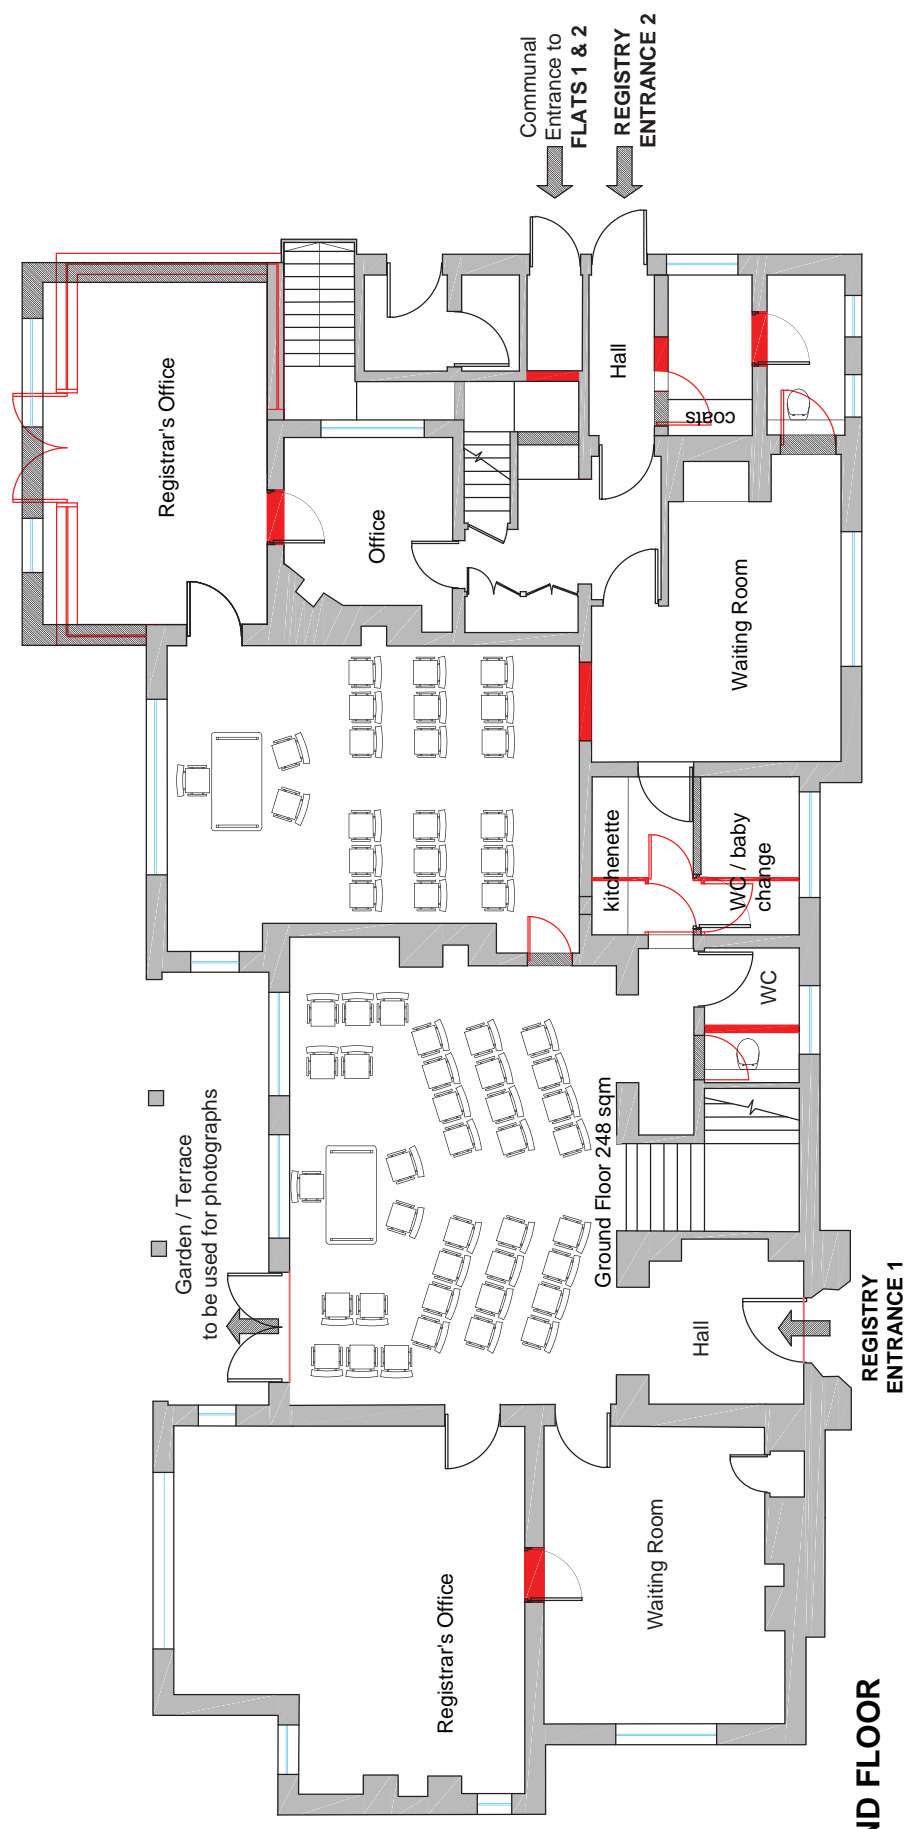 Communal
Entrance to
FLATS 1 & 2
REGISTRY
ENTRANCE 2
Registrar's Office
Office
Hall
coats
Waiting Room
kitchenette
WC / baby
change
WC
Garden / Terrace
to be used for photographs
Ground Floor 248 sqm
Hall
REGISTRY
ENTRANCE 1
Registrar's Office
Waiting Room
ND FLOOR